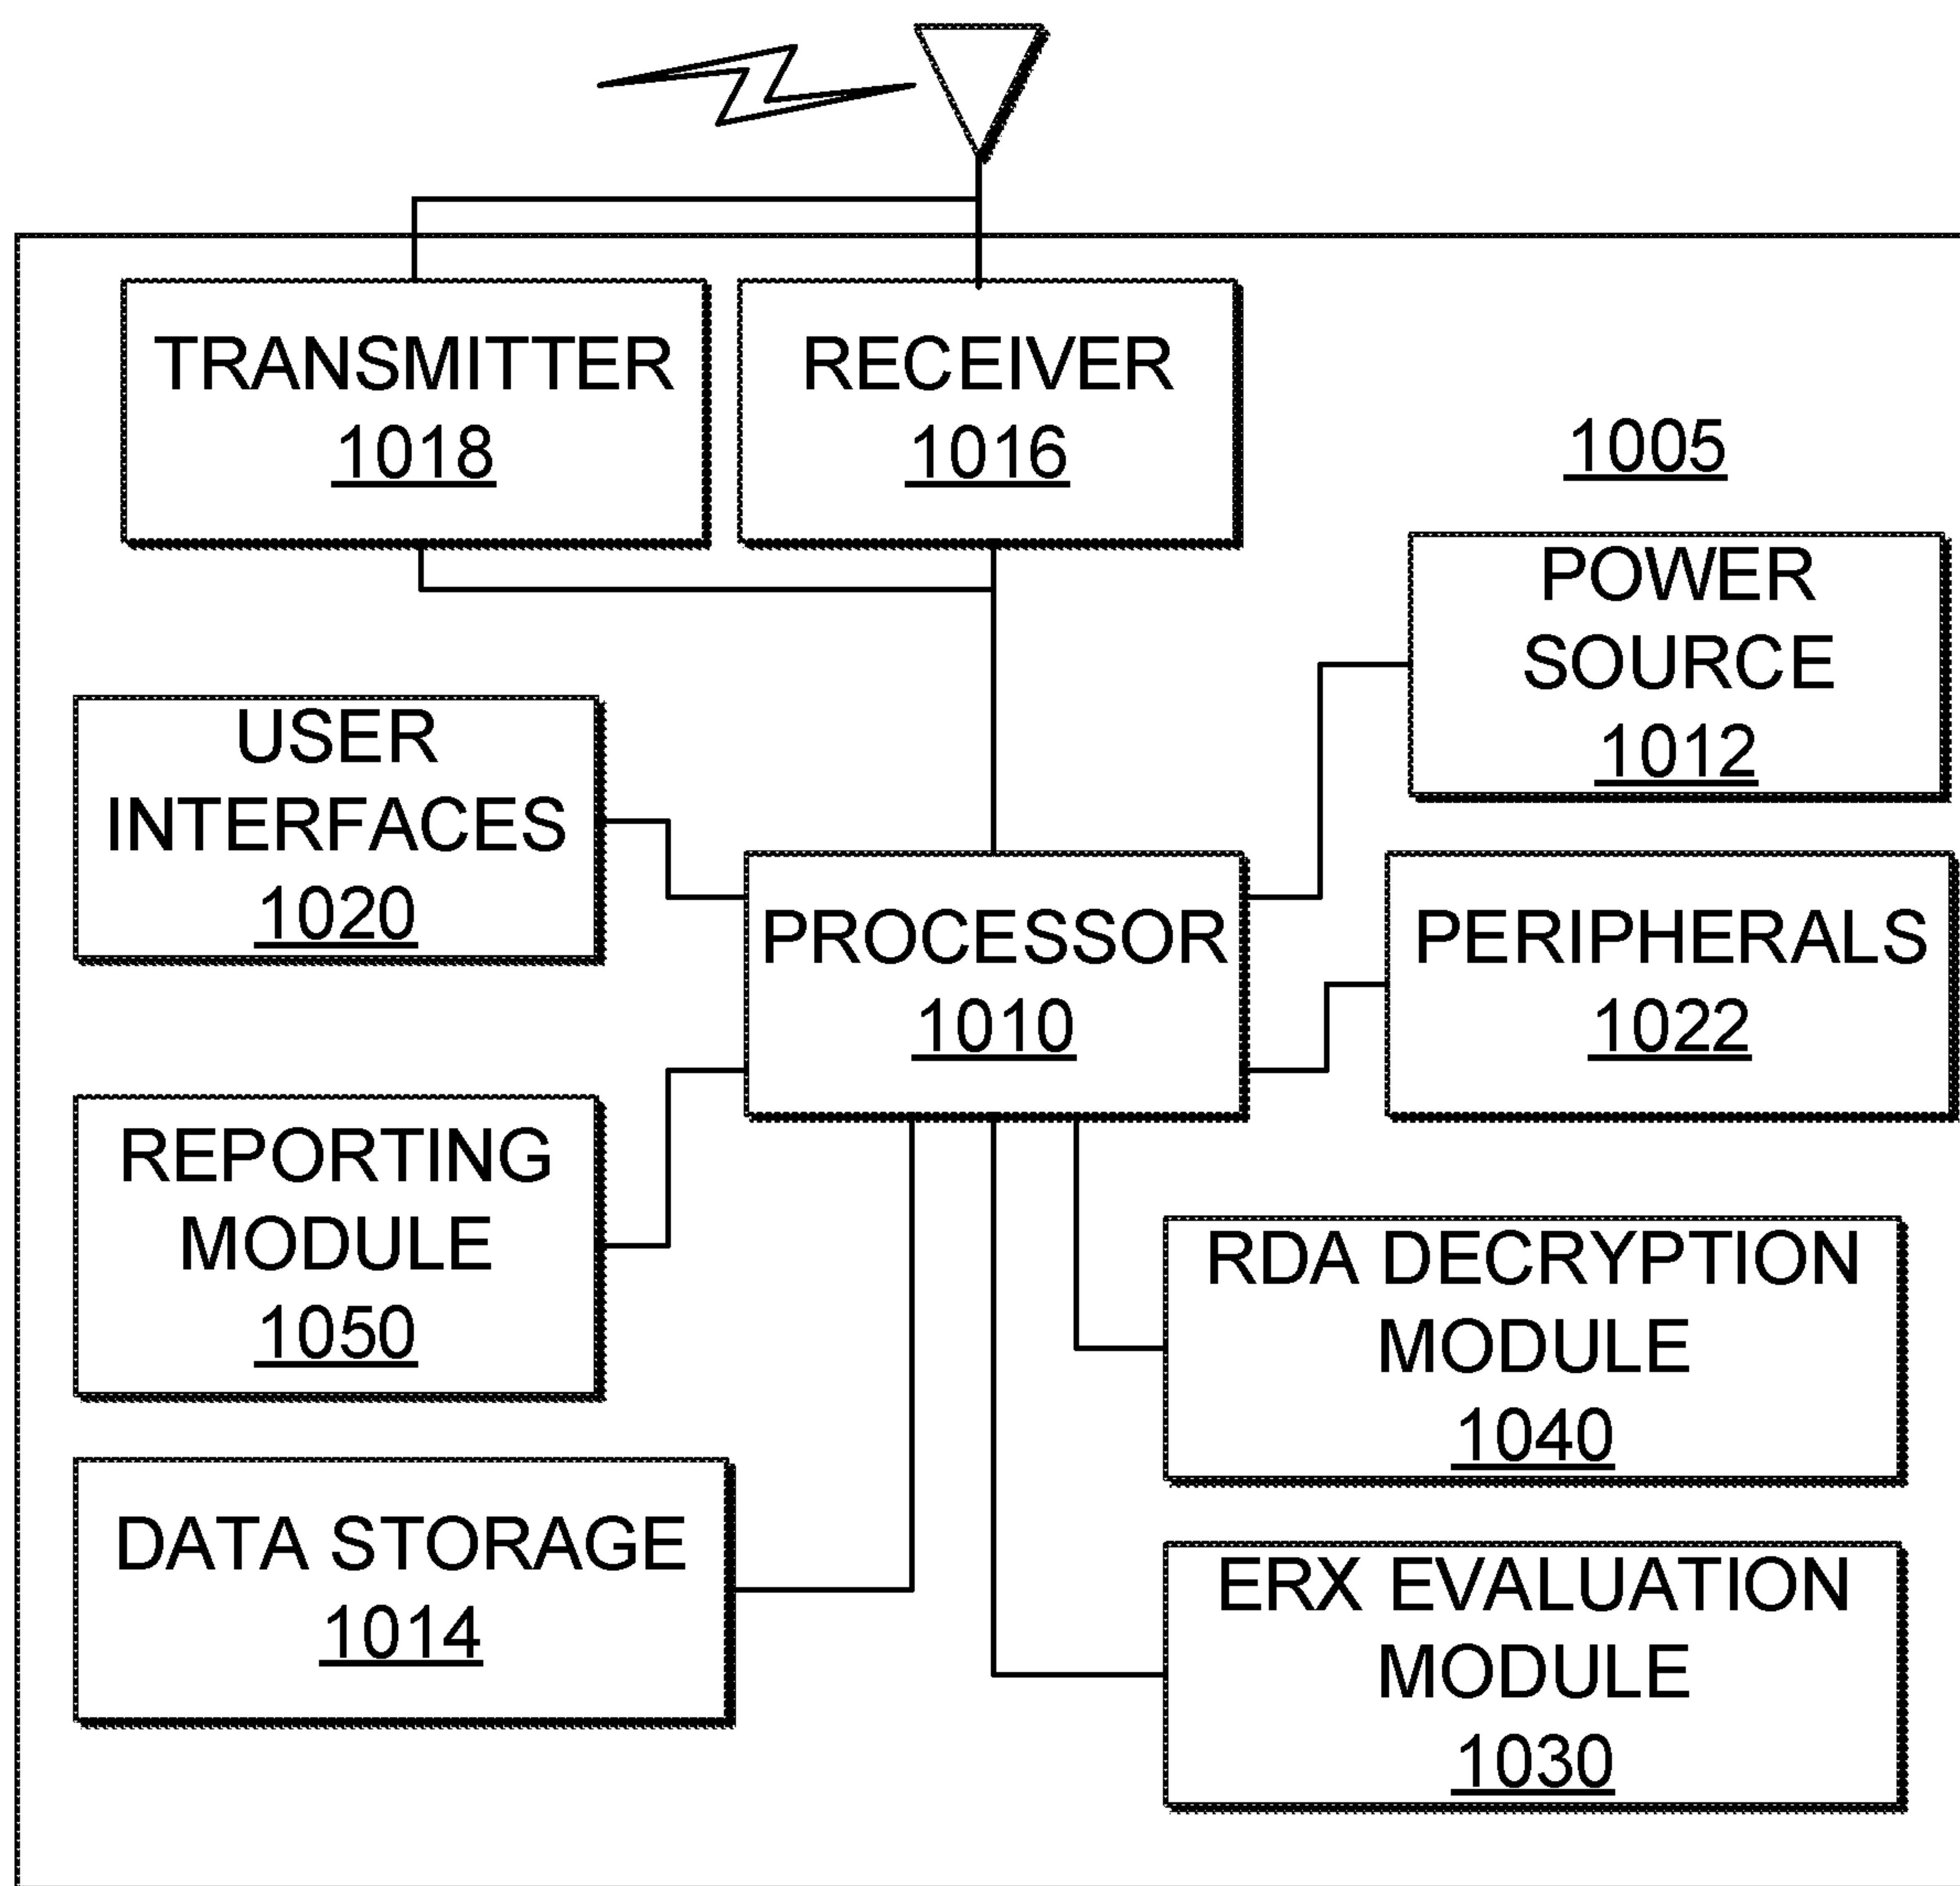 TRANSMITTER
1018
RECEIVER
1016
1005
POWER
SOURCE
1012
USER
INTERFACES
1020
PROCESSOR
1010
PERIPHERALS
1022
REPORTING
MODULE
1050
RDA DECRYPTION
MODULE
1040
DATA STORAGE
1014
ERX EVALUATION
MODULE
1030